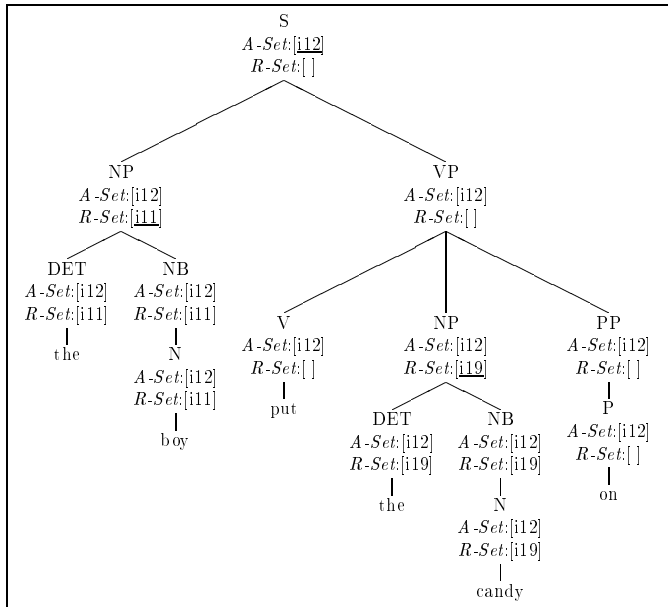 S
A-Set:[i12]
R-Set:[ ]
NP VP
A-Set:[i12] A-Set:[i12]
R-Set:[i11] R-Set:[ ]
DET NB
A-Set:[i12] A-Set:[i12]
R-Set:[i11] R-Set:[i11]
the N
A-Set:[i12]
R-Set:[i11]
boy
V NP PP
A-Set:[i12] A-Set:[i12] A-Set:[i12]
R-Set:[ ] R-Set:[i19] R-Set:[ ]
put
DET NB P
A-Set:[i12] A-Set:[i12] A-Set:[i12]
R-Set:[i19] R-Set:[i19] R-Set:[ ]
the N on
A-Set:[i12]
R-Set:[i19]
candy